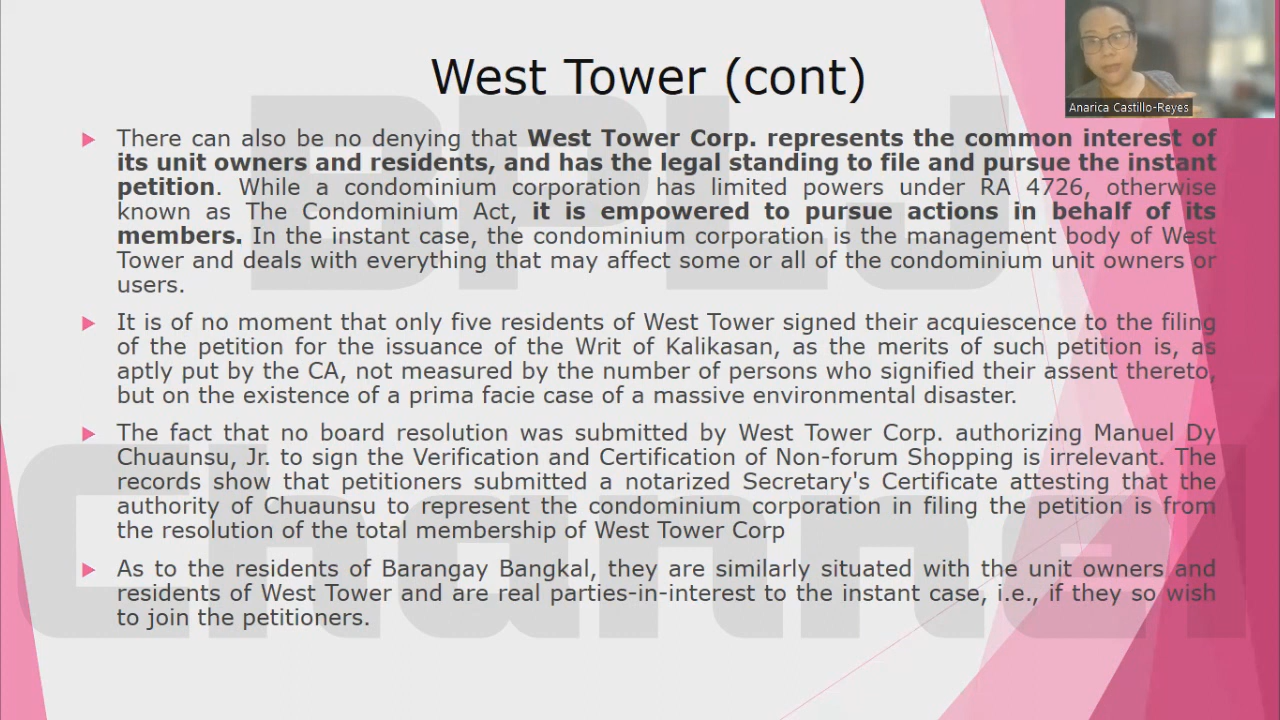 West Tower (cont)
Anarica Castillo-Reyes
There can also be no denying that West Tower Corp. represents the common interest of
its unit owners and residents, and has the legal standing to file and pursue the instant
petition. While a condominium corporation has limited powers under RA 4726, otherwise
known as The Condominium Act, it is empowered to pursue actions in behalf of its
members. In the instant case, the condominium corporation is the management body of West
Tower and deals with everything that may affect some or all of the condominium unit owners or
users.
It is of no moment that only five residents of West Tower signed their acquiescence to the filing
of the petition for the issuance of the Writ of Kalikasan, as the merits of such petition is, as
aptly put by the CA, not measured by the number of persons who signified their assent thereto,
but on the existence of a prima facie case of a massive environmental disaster.
The fact that no board resolution was submitted by West Tower Corp. authorizing Manuel Dy
Chuaunsu, Jr. to sign the Verification and Certification of Non-forum Shopping is irrelevant. The
records show that petitioners submitted a notarized Secretary's Certificate attesting that the
authority of Chuaunsu to represent the condominium corporation in filing the petition is from
the resolution of the total membership of West Tower Corp
As to the residents of Barangay Bangkal, they are similarly situated with the unit owners and
residents of West Tower and are real parties-in-interest to the instant case, i.e., if they so wish
to join the petitioners.
BPLJ
Channel